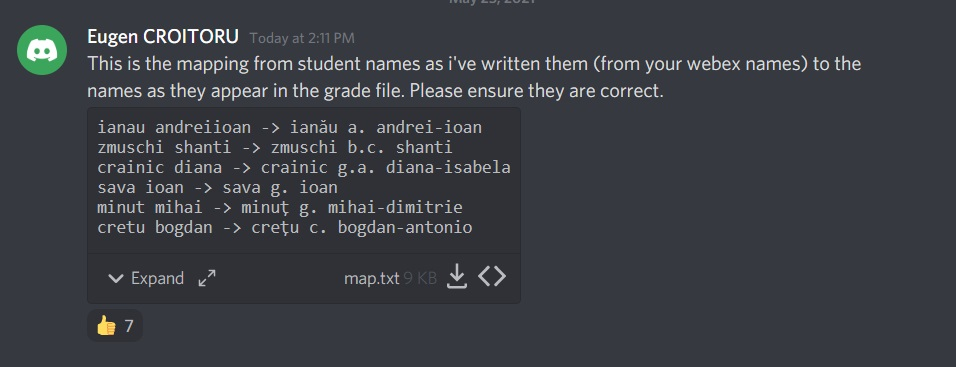 May 25, 2021
Eugen CROITORU Today at 2:11 PM
This is the mapping from student names as i've written them (from your webex names) to the
names as they appear in the grade file. Please ensure they are correct.
ianau andreiioan -> ianău a. andrei-ioan
zmuschi shanti -> zmuschi b.c. shanti
crainic diana -> crainic g.a. diana-isabela
sava ioan -> sava g. ioan
minut mihai -> minuţ g. mihai-dimitrie
cretu bogdan -> creţu c. bogdan-antonio
Expand map.txt 9 KB
7